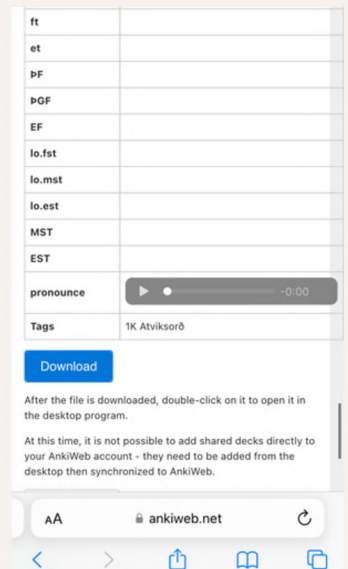 ft
et
ÞF
ÞGF
EF
lo.fst
lo.mst
lo.est
MST
EST
pronounce -0:00
Tags 1K Atviksorð
Download
After the file is downloaded, double-click on it to open it in
the desktop program.
At this time, it is not possible to add shared decks directly to
your AnkiWeb account - they need to be added from the
desktop then synchronized to AnkiWeb.
AA ankiweb.net